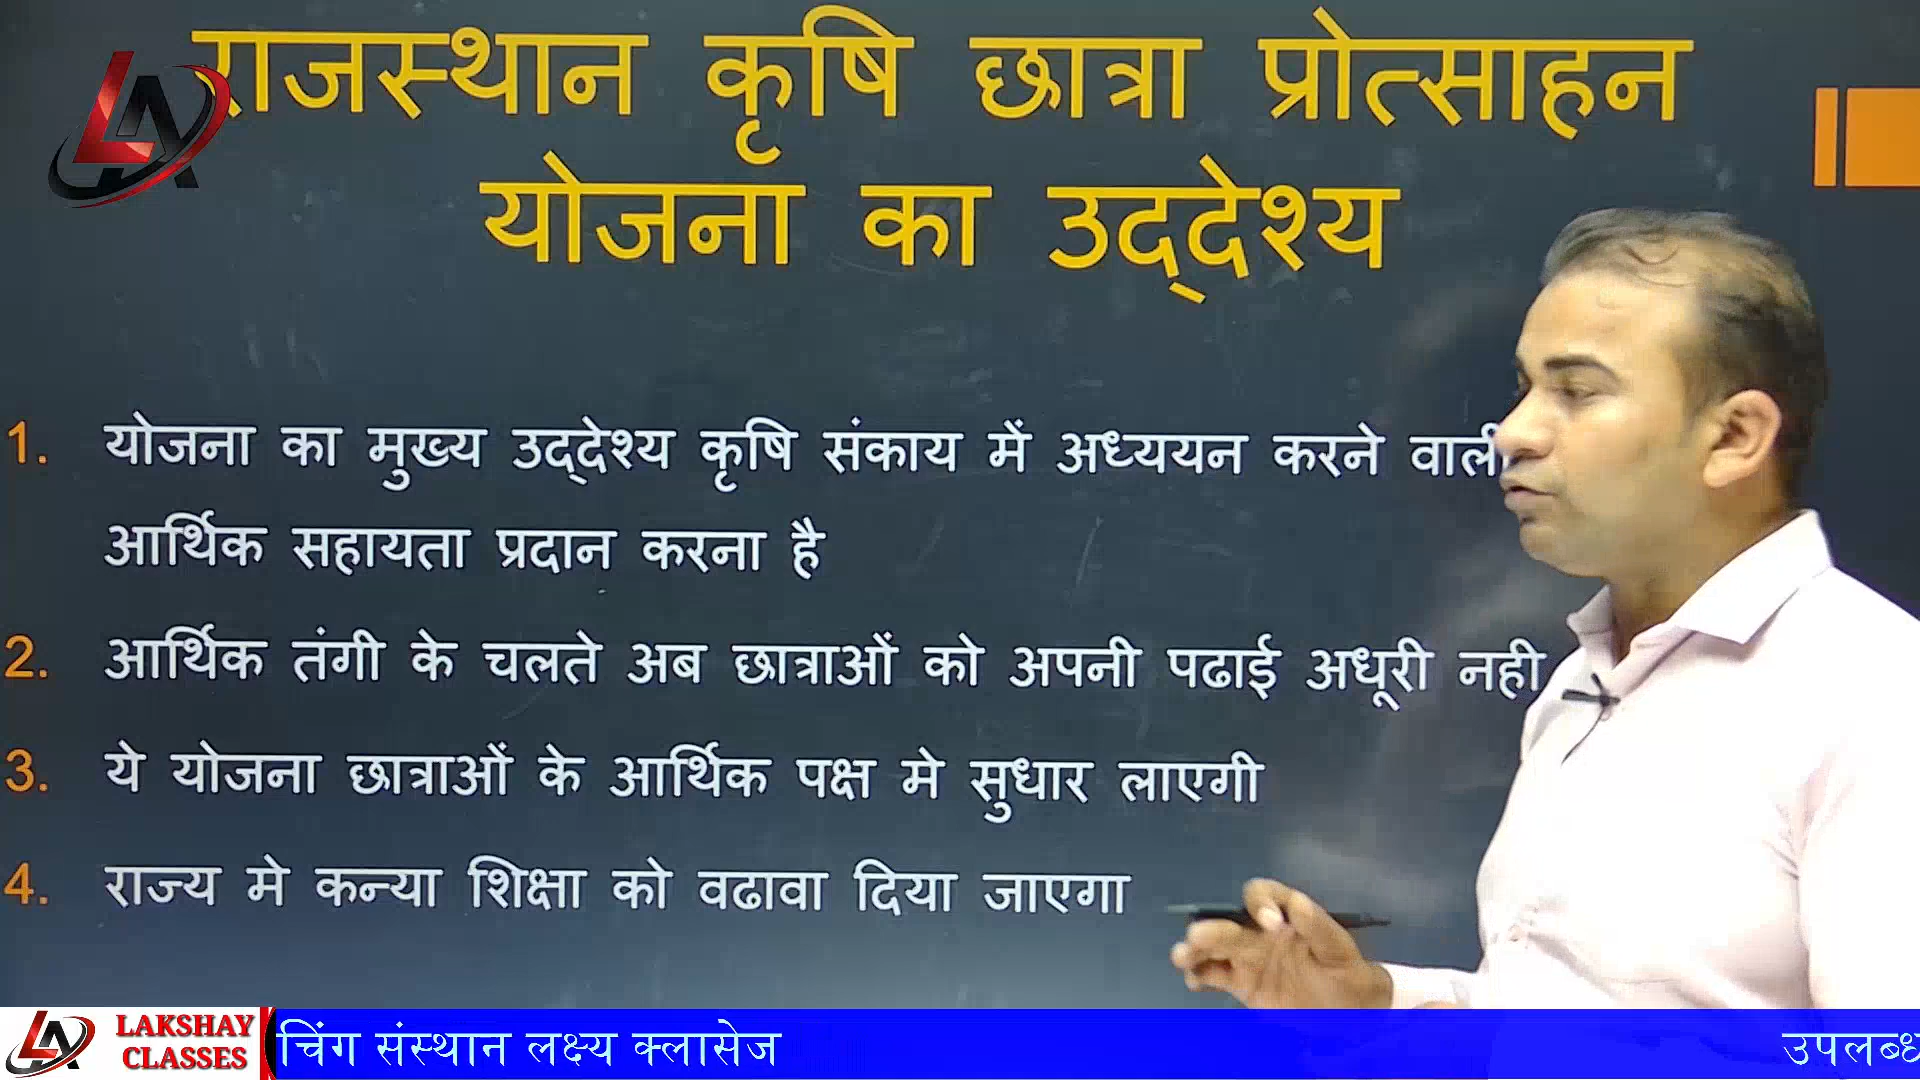 राजस्थान कृषि छात्रा प्रोत्साहन
योजना का उद्देश्य
1. योजना का मुख्य उद्देश्य कृषि संकाय में अध्ययन करने वाली
आर्थिक सहायता प्रदान करना है
2. आर्थिक तंगी के चलते अब छात्राओं को अपनी पढाई अधूरी नही
3. ये योजना छात्राओं के आर्थिक पक्ष मे सुधार लाएगी
4. राज्य मे कन्या शिक्षा को वढावा दिया जाएगा
LAKSHAY
CLASSES
चिंग संस्थान लक्ष्य क्लासेज
उपलब्ध